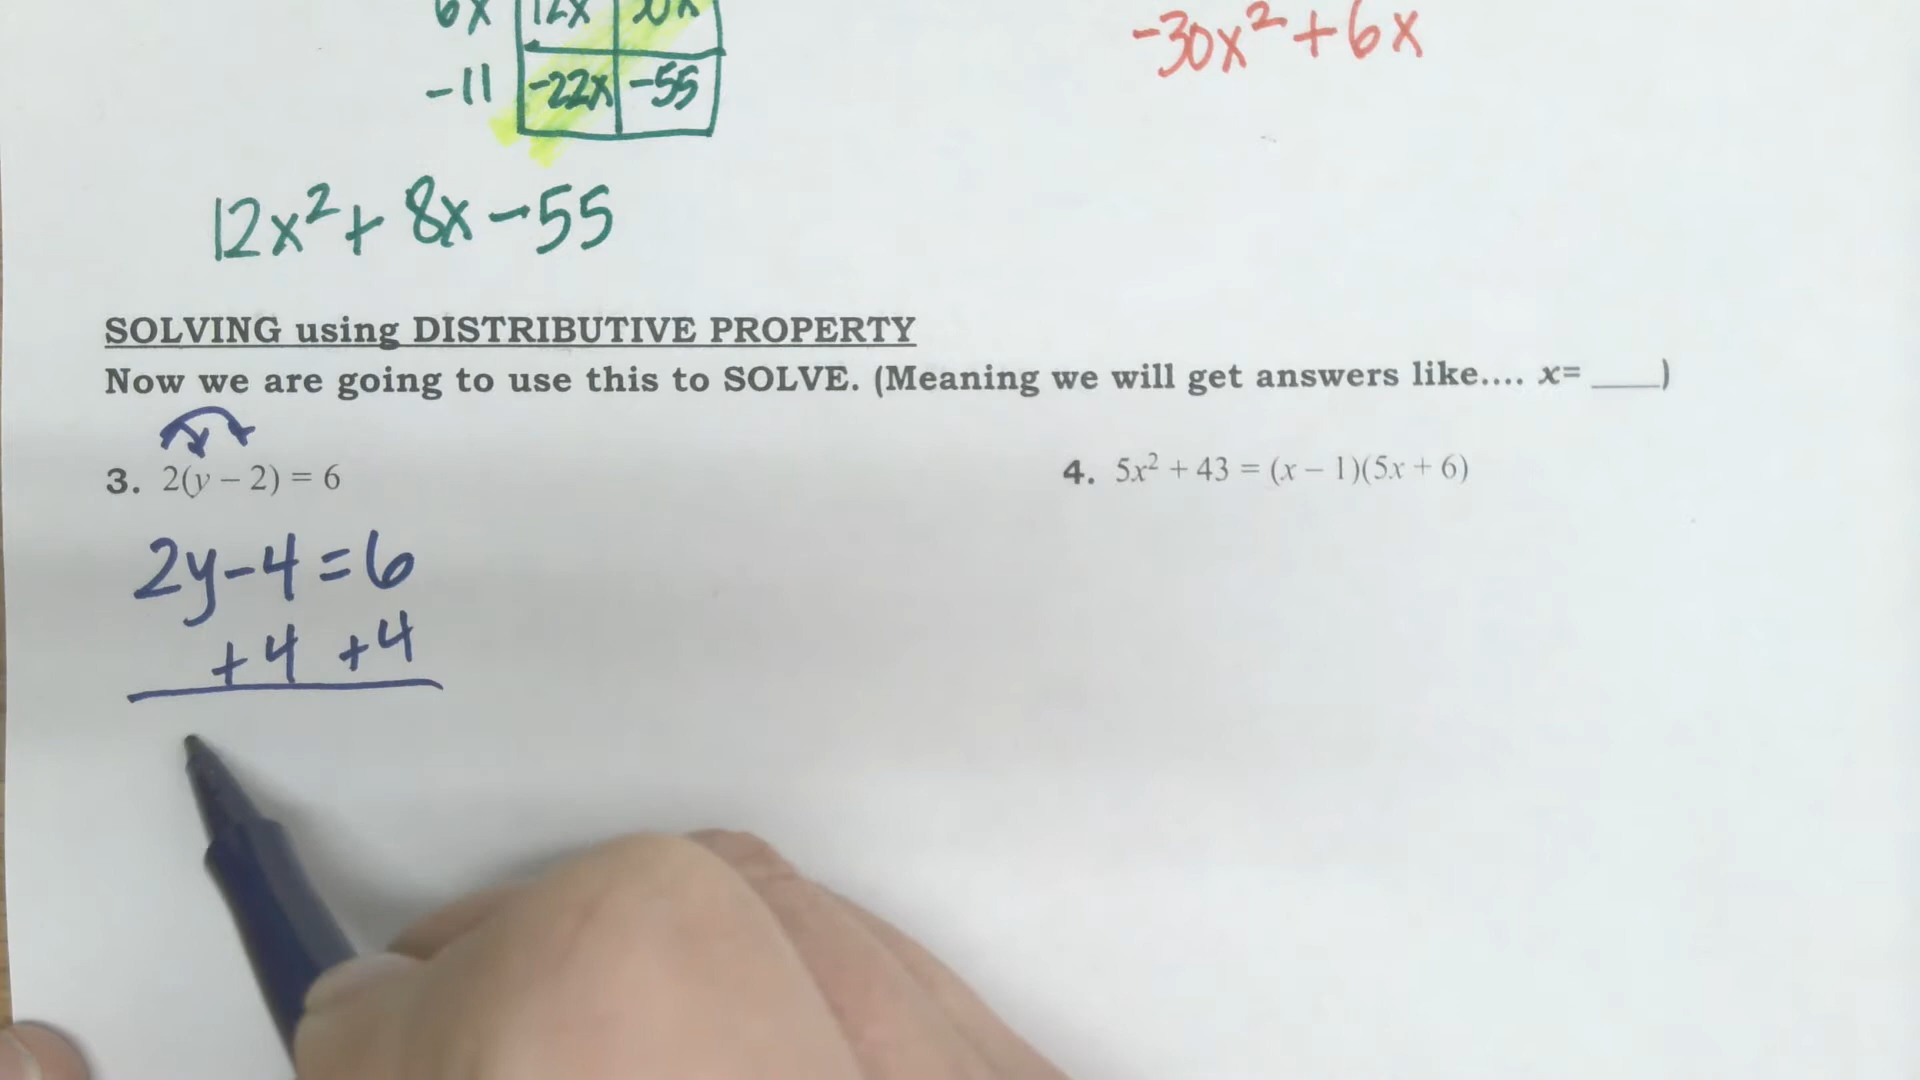 6x 12x
-11 -22x -55
-30x² + 6x
12x² + 8x - 55
SOLVING using DISTRIBUTIVE PROPERTY
Now we are going to use this to SOLVE. (Meaning we will get answers like.... x= ____)
3. 2(y – 2) = 6
2y - 4 = 6
+4 +4
4. 5x² + 43 = (x – 1)(5x + 6)